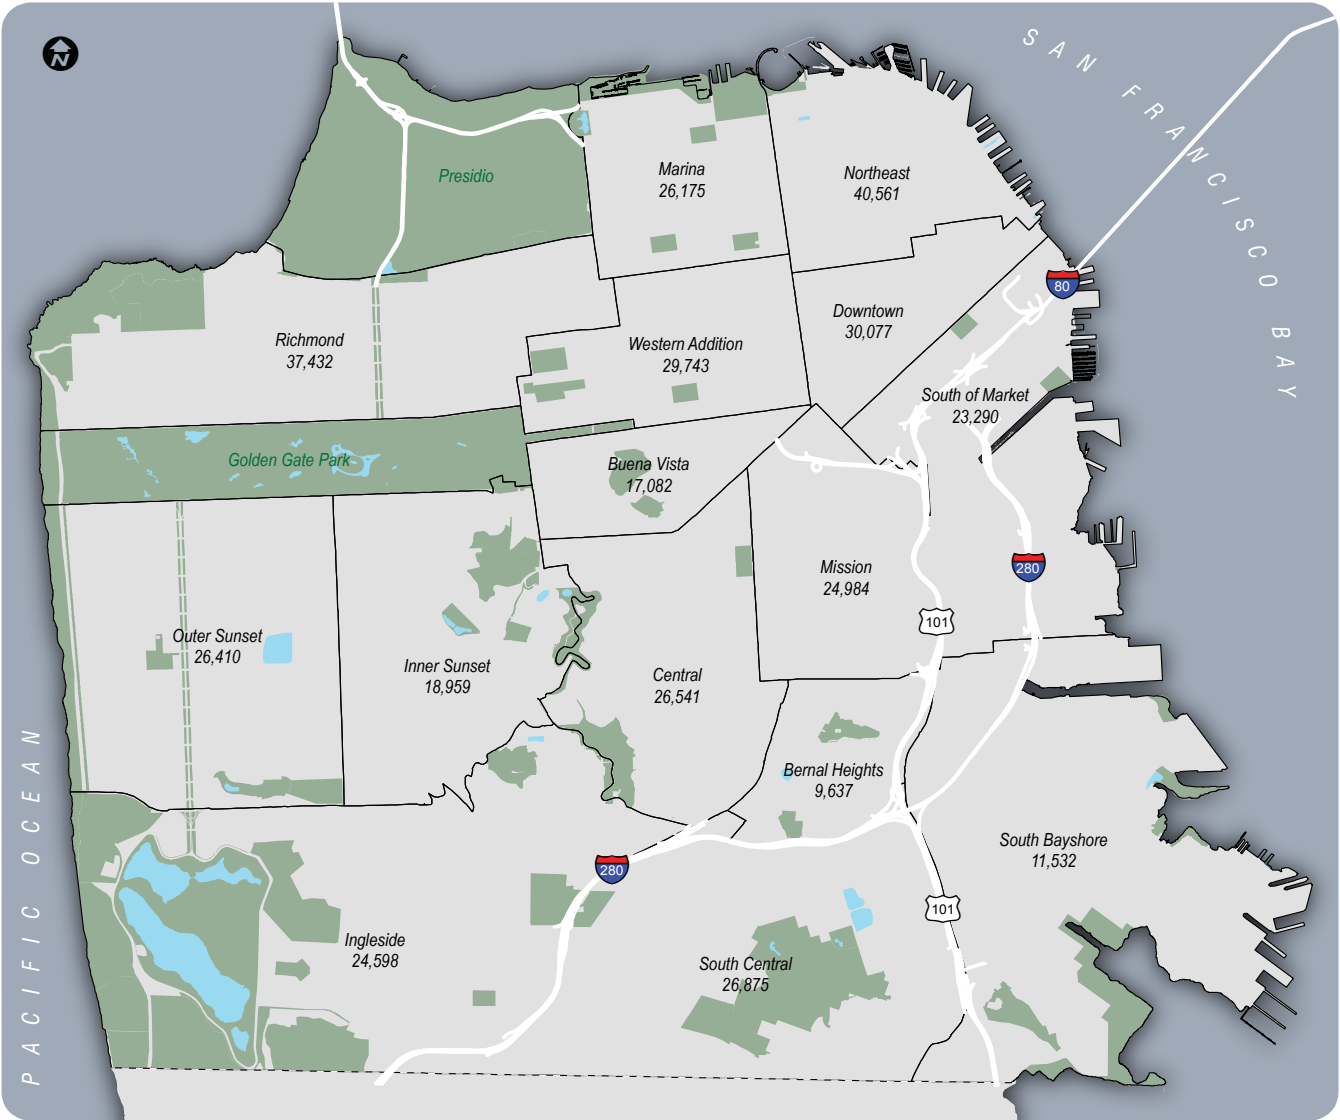 N
SAN FRANCISCO BAY
Presidio
Marina
26,175
Northeast
40,561
80
Richmond
37,432
Western Addition
29,743
Downtown
30,077
South of Market
23,290
Golden Gate Park
Buena Vista
17,082
Mission
24,984
280
101
Outer Sunset
26,410
Inner Sunset
18,959
Central
26,541
Bernal Heights
9,637
South Bayshore
11,532
280
101
Ingleside
24,598
South Central
26,875
PACIFIC OCEAN